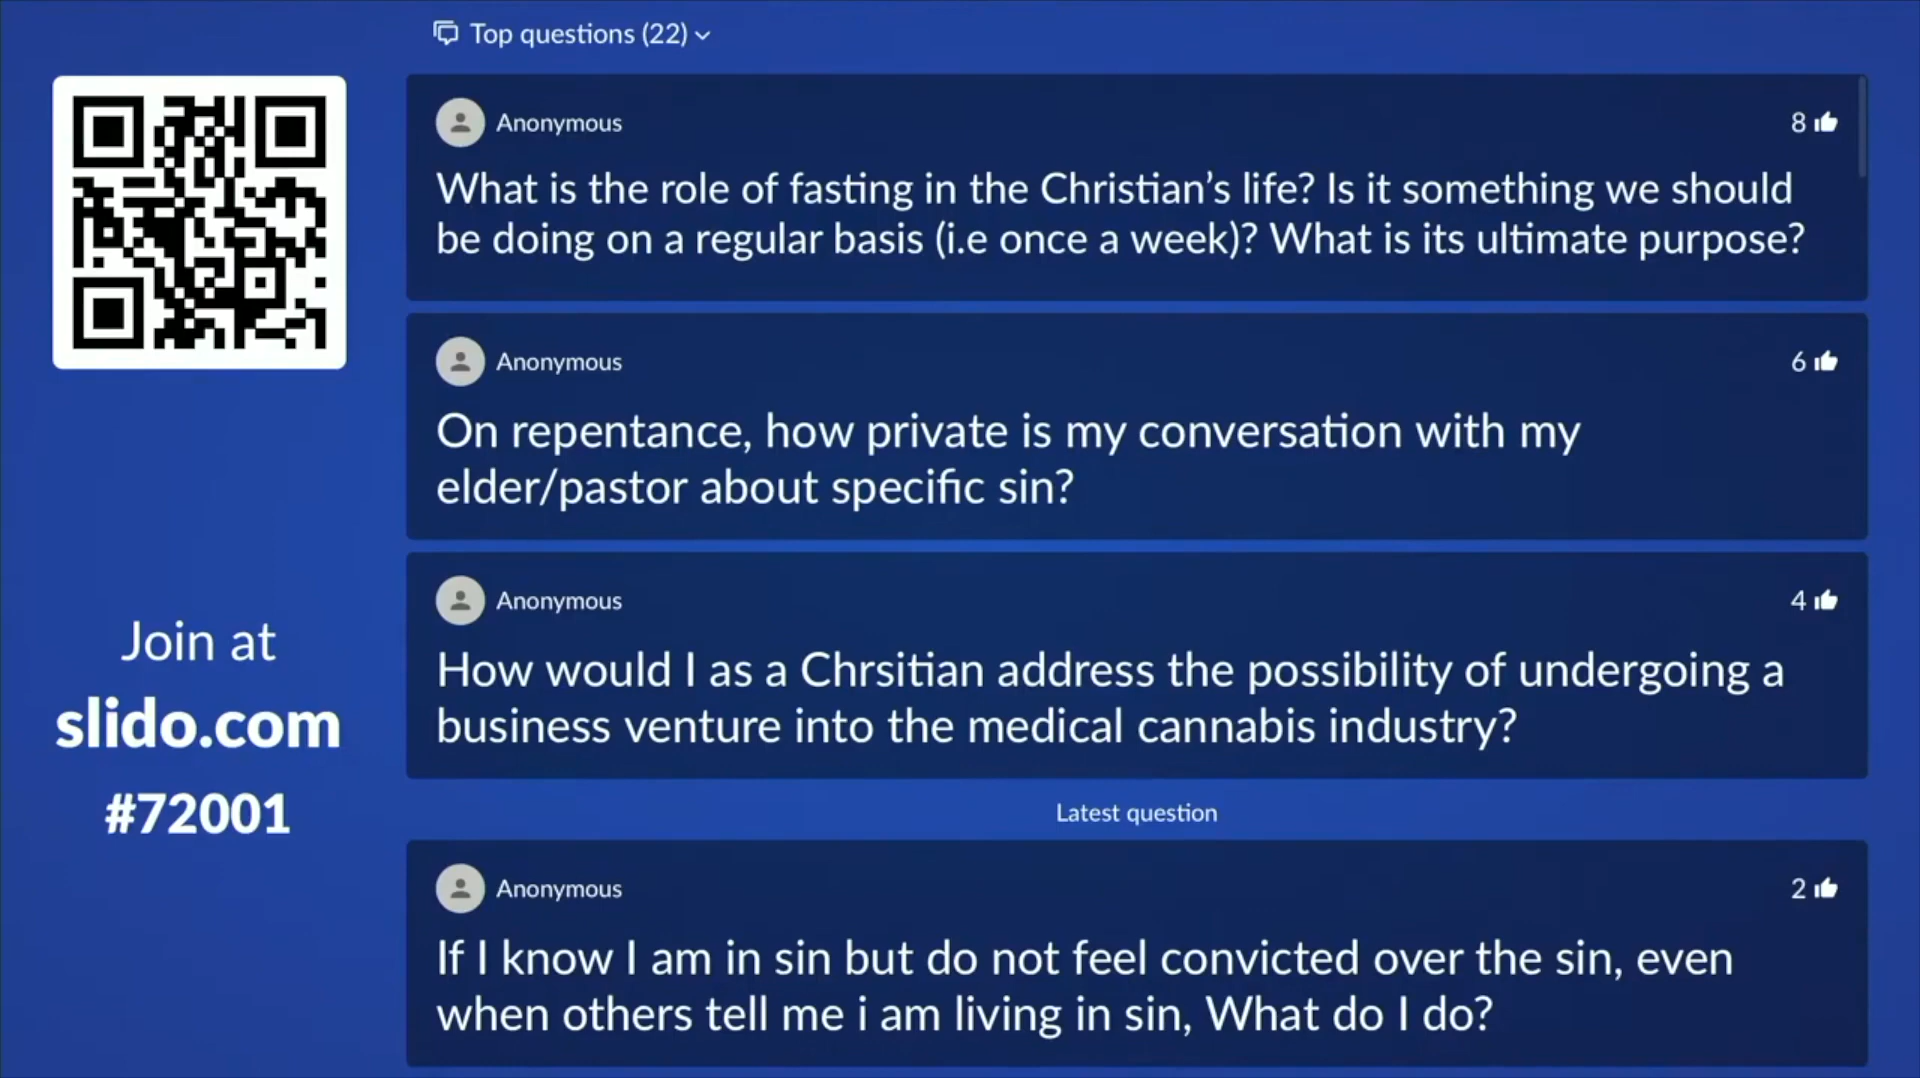 Top questions (22)
Anonymous
8
What is the role of fasting in the Christian’s life? Is it something we should
be doing on a regular basis (i.e once a week)? What is its ultimate purpose?
Anonymous
6
On repentance, how private is my conversation with my
elder/pastor about specific sin?
Anonymous
4
How would I as a Chrsitian address the possibility of undergoing a
business venture into the medical cannabis industry?
Latest question
Anonymous
2
If I know I am in sin but do not feel convicted over the sin, even
when others tell me i am living in sin, What do I do?
Join at
slido.com
#72001